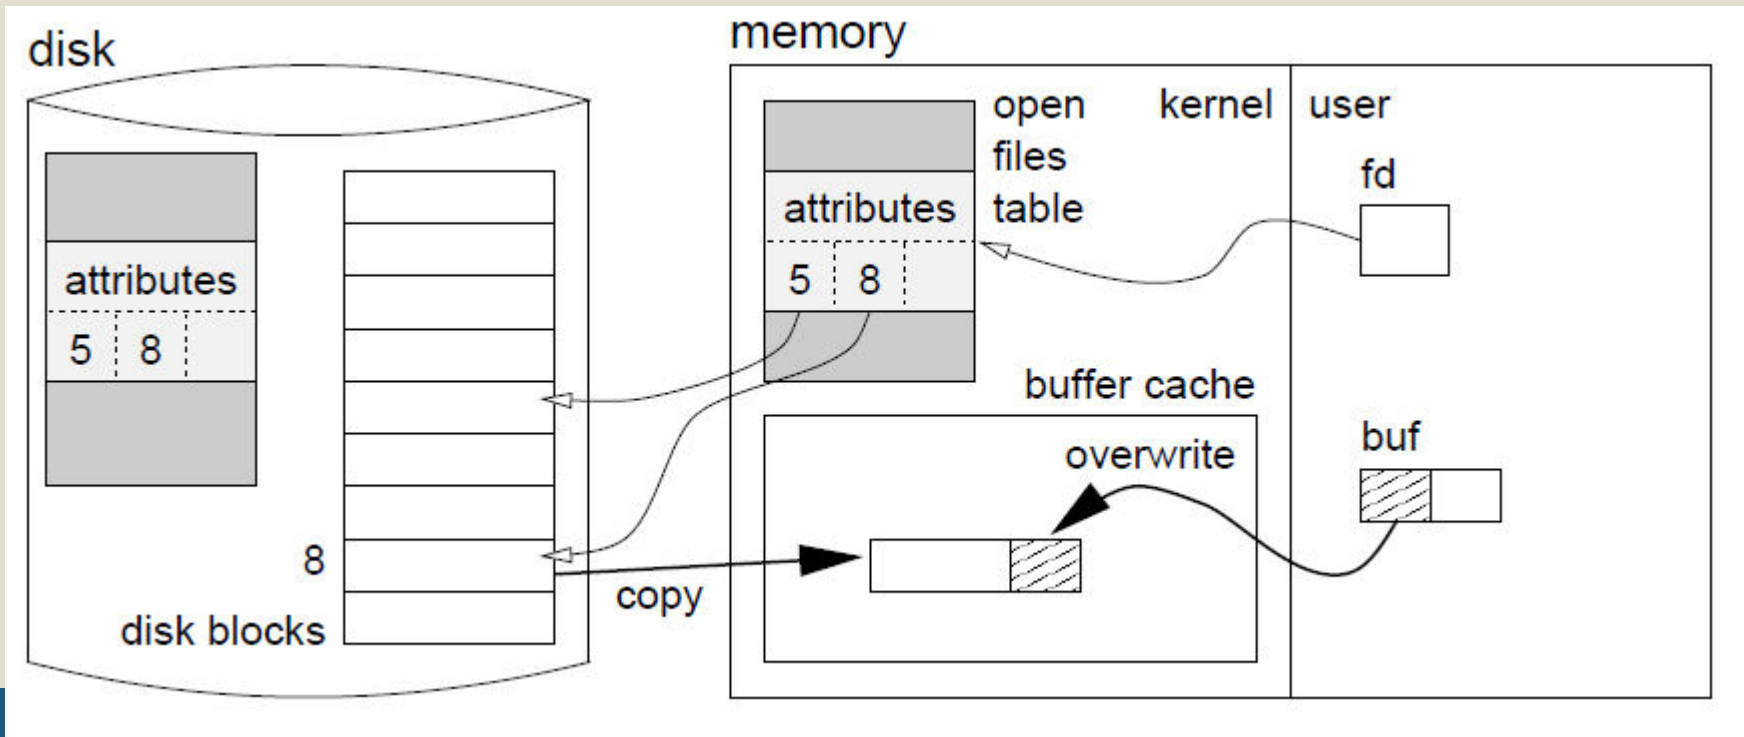 disk
attributes
5 8
8
disk blocks
copy
memory
open
files
table
kernel
user
attributes
5 8
fd
buffer cache
overwrite
buf